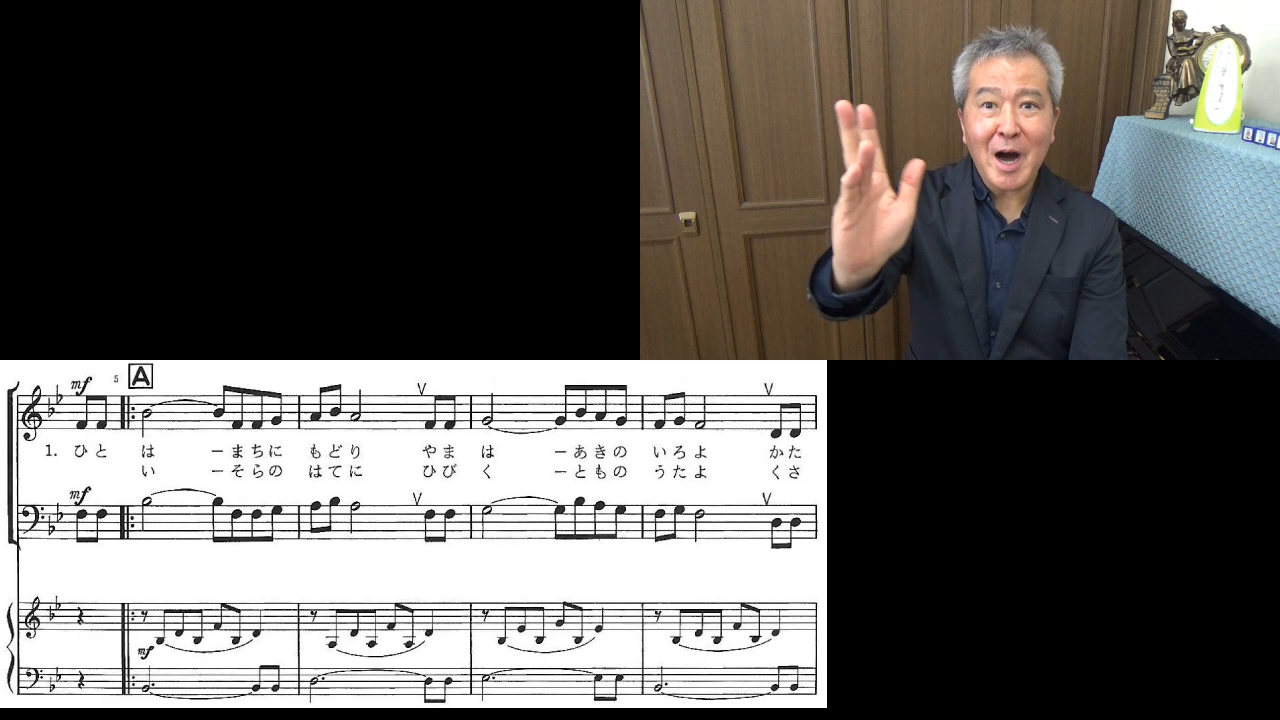 mf
5
A
V
V
1. ひ と は ー ま ち に も ど り や ま は ー あ き の い ろ よ か た
い ー そ ら の は て に ひ び く ー と も の う た よ く さ
mf
V
V
mf